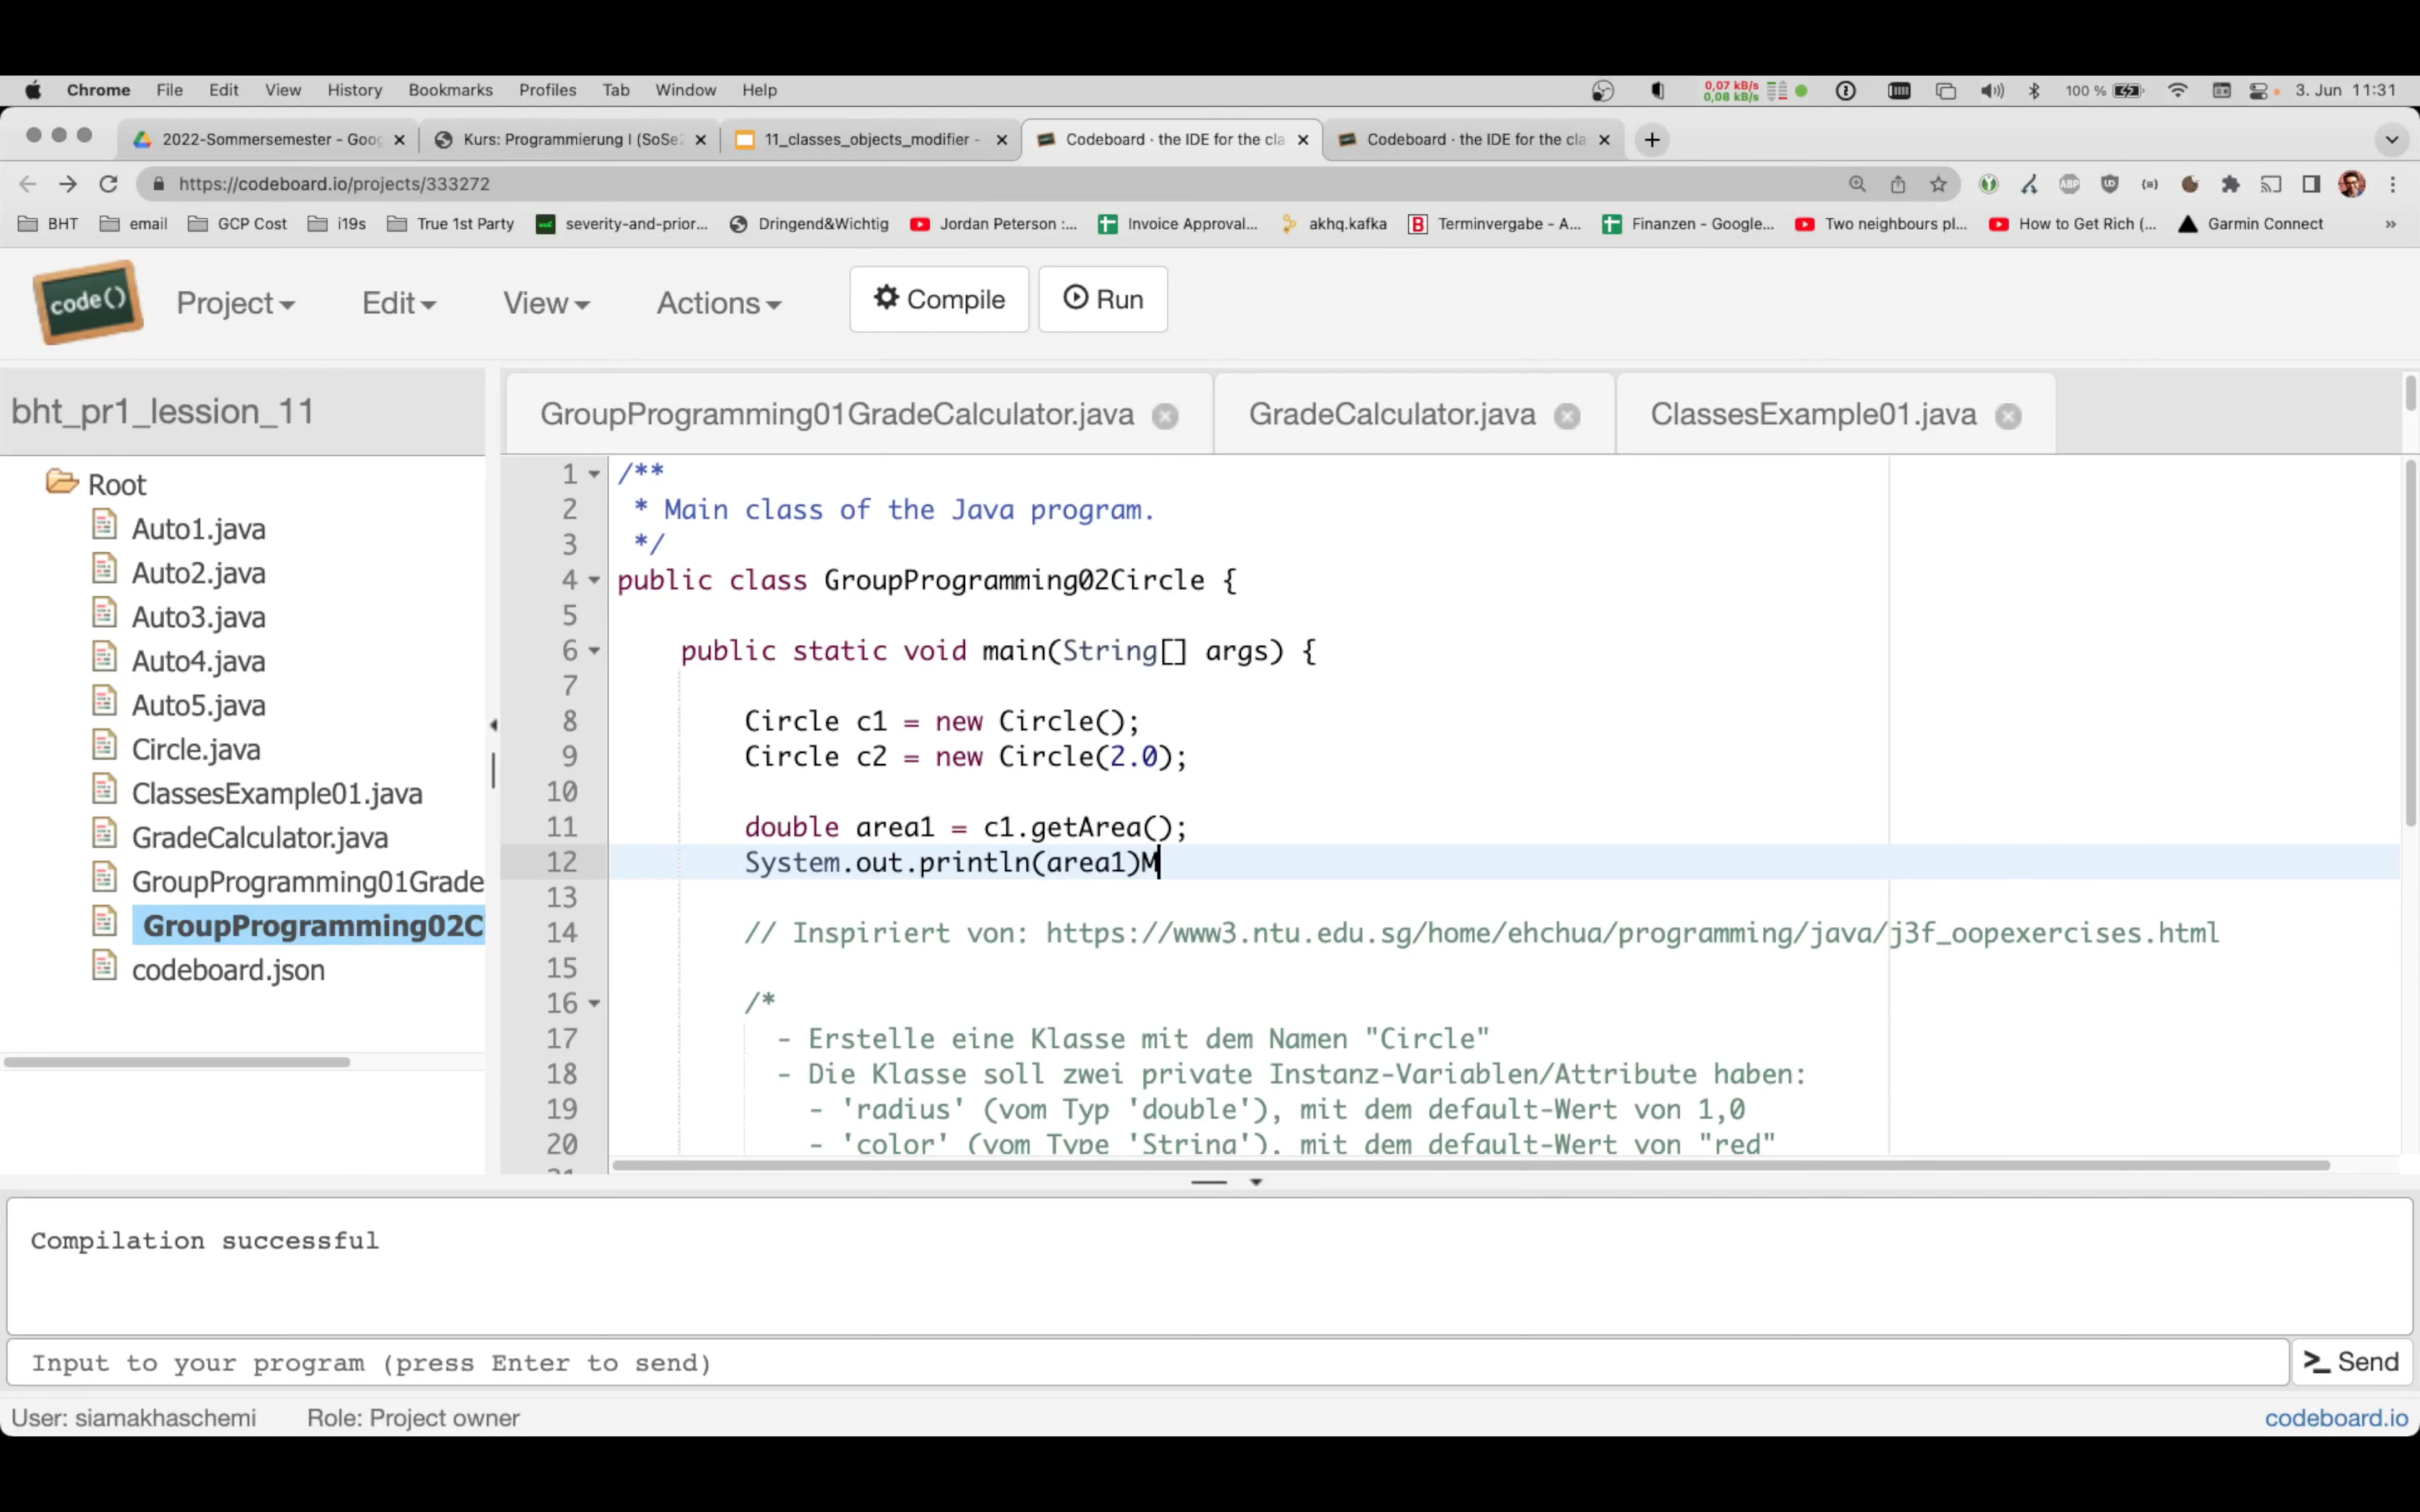 Chrome File Edit View History Bookmarks Profiles Tab Window Help 0,07 kB/s 0,08 kB/s 100 % 3. Jun 11:31
2022-Sommersemester - Goog Kurs: Programmierung I (SoSe2 11_classes_objects_modifier - Codeboard · the IDE for the cla Codeboard · the IDE for the cla
https://codeboard.io/projects/333272
BHT email GCP Cost i19s True 1st Party severity-and-prior... Dringend&Wichtig Jordan Peterson :... Invoice Approval... akhq.kafka Terminvergabe - A... Finanzen - Google... Two neighbours pl... How to Get Rich (... Garmin Connect »
code() Project Edit View Actions Compile Run
bht_pr1_lession_11
GroupProgramming01GradeCalculator.java GradeCalculator.java ClassesExample01.java
Root
Auto1.java
Auto2.java
Auto3.java
Auto4.java
Auto5.java
Circle.java
ClassesExample01.java
GradeCalculator.java
GroupProgramming01Grade
GroupProgramming02C
codeboard.json
1 /**
2 * Main class of the Java program.
3 */
4 public class GroupProgramming02Circle {
5
6 public static void main(String[] args) {
7
8 Circle c1 = new Circle();
9 Circle c2 = new Circle(2.0);
10
11 double area1 = c1.getArea();
12 System.out.println(area1)M
13
14 // Inspiriert von: https://www3.ntu.edu.sg/home/ehchua/programming/java/j3f_oopexercises.html
15
16 /*
17 - Erstelle eine Klasse mit dem Namen "Circle"
18 - Die Klasse soll zwei private Instanz-Variablen/Attribute haben:
19 - 'radius' (vom Typ 'double'), mit dem default-Wert von 1,0
20 - 'color' (vom Type 'String'), mit dem default-Wert von "red"
21
Compilation successful
Input to your program (press Enter to send)
>_ Send
User: siamakhaschemi Role: Project owner codeboard.io